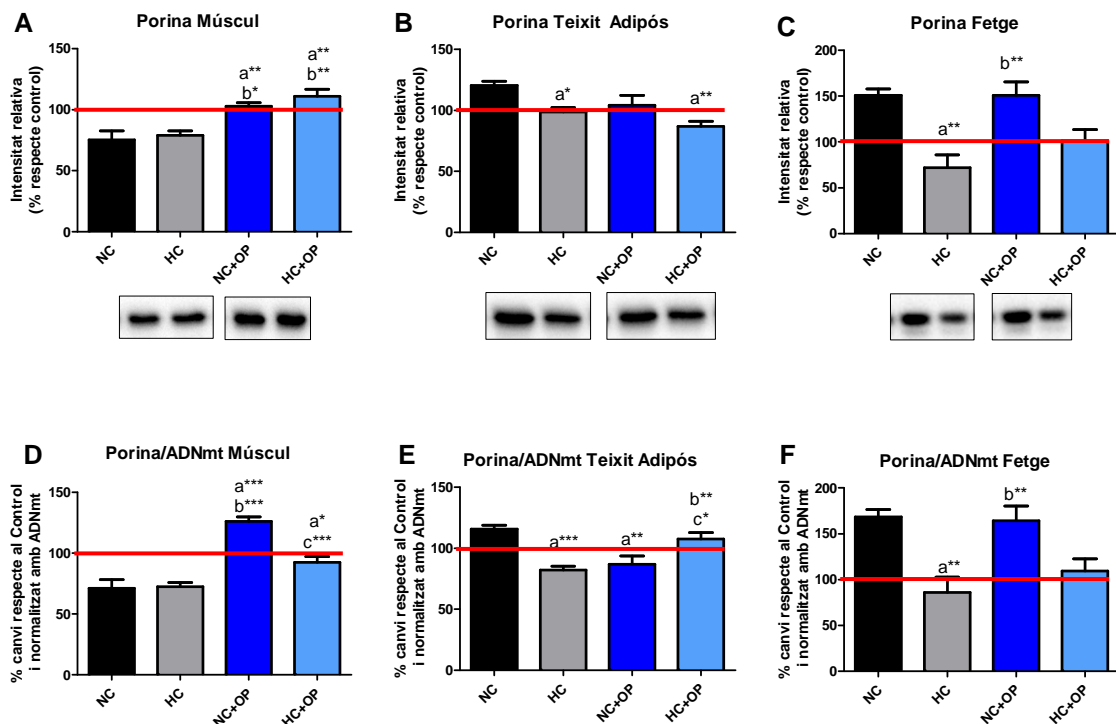 A
Porina Múscul
Intensitat relativa
(% respecte control)
150
100
50
0
a**
b*
a**
b**
NC
HC
NC+OP
HC+OP
B
Porina Teixit Adipós
Intensitat relativa
(% respecte control)
150
100
50
0
a*
a**
NC
HC
NC+OP
HC+OP
C
Porina Fetge
Intensitat relativa
(% respecte control)
200
150
100
50
0
a**
b**
NC
HC
NC+OP
HC+OP
D
Porina/ADNmt Múscul
% canvi respecte al Control
i normalitzat amb ADNmt
150
100
50
0
a***
b***
a*
c***
NC
HC
NC+OP
HC+OP
E
Porina/ADNmt Teixit Adipós
% canvi respecte al Control
i normalitzat amb ADNmt
150
100
50
0
a***
a**
b**
c*
NC
HC
NC+OP
HC+OP
F
Porina/ADNmt Fetge
% canvi respecte al Control
i normalitzat amb ADNmt
200
150
100
50
0
a**
b**
NC
HC
NC+OP
HC+OP